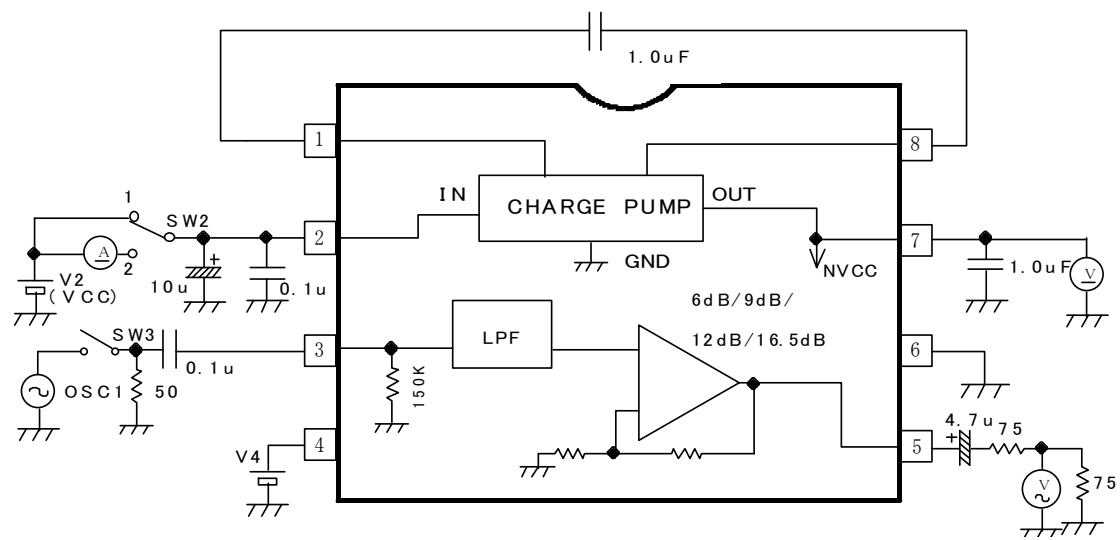 1.0uF
1
8
IN
CHARGE PUMP
OUT
1
SW2
2
7
A
2
GND
NVCC
V2
(VCC)
+
10u
0.1u
1.0uF
V
6dB/9dB/
12dB/16.5dB
SW3
LPF
3
6
0.1u
OSC1
50
150K
4.7u
75
V4
4
5
+
V
75